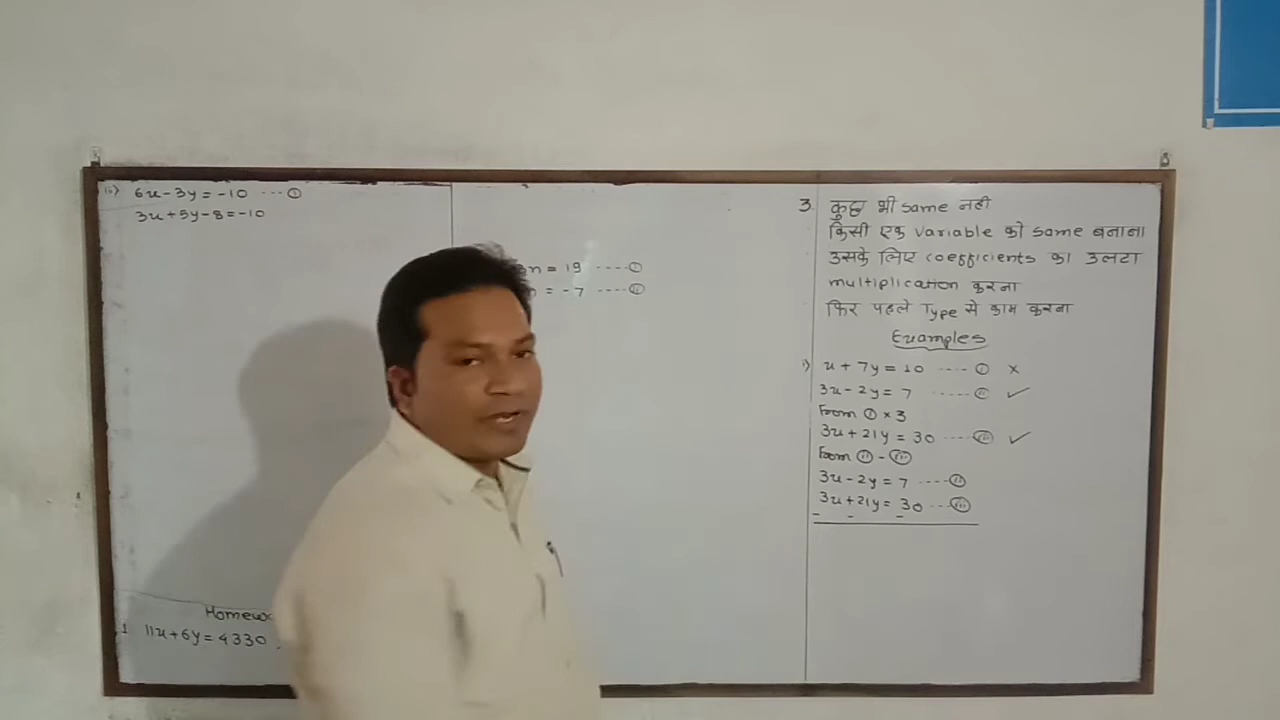 ii) 6x-3y=-10 ---- ①
3x+5y-8=-10
Homew
1 11x+6y=4330
n = 19 ----①
= -7 ----②
3. कुछ भी same नही
किसी एक variable को same बनाना
उसके लिए coefficients का उलटा
multiplication करना
फिर पहले Type से काम करना
Examples
i) x + 7y = 10 ---- ① ×
3x - 2y = 7 ----- ② ✓
From ① × 3
3x + 21y = 30 ---- ③ ✓
From ② - ③
3x - 2y = 7 ---- ②
3x + 21y = 30 --- ③
- - -